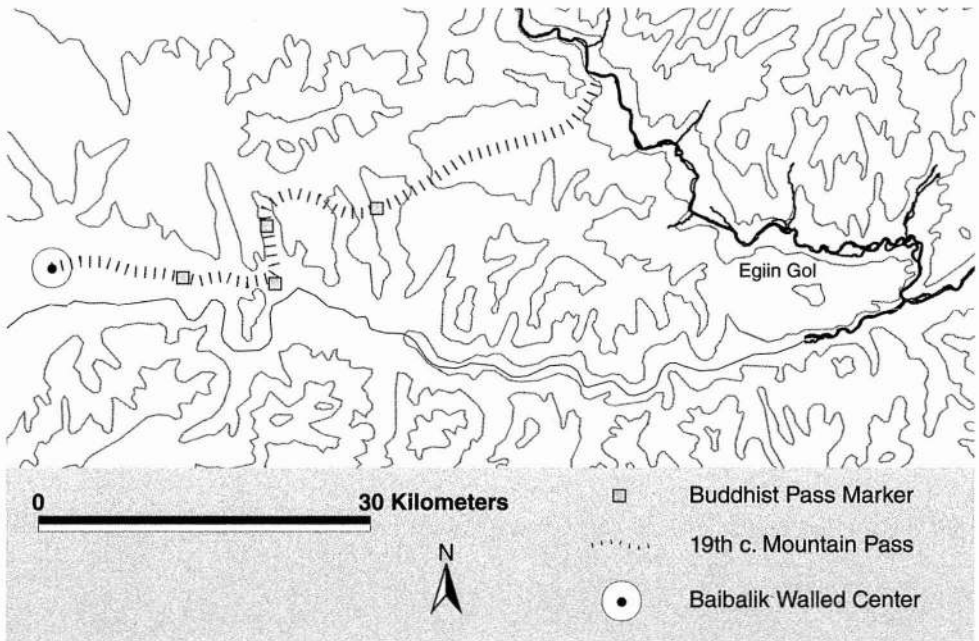 Egiin Gol
0 30 Kilometers
N
Buddhist Pass Marker
19th c. Mountain Pass
Baibalik Walled Center